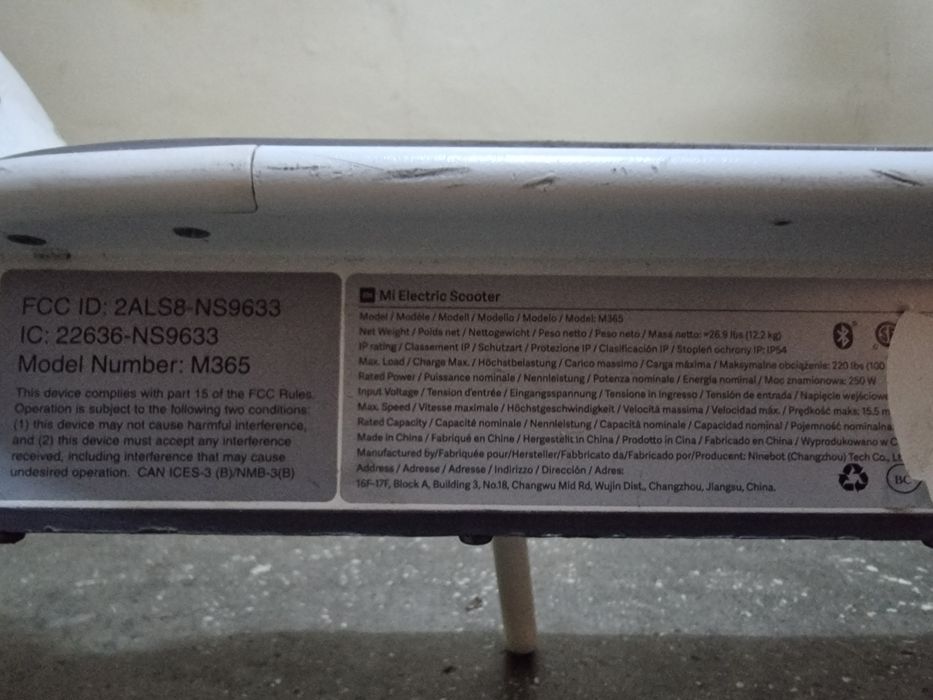 FCC ID: 2ALS8-NS9633
IC: 22636-NS9633
Model Number: M365
This device complies with part 15 of the FCC Rules.
Operation is subject to the following two conditions:
(1) this device may not cause harmful interference,
and (2) this device must accept any interference
received, including interference that may cause
undesired operation. CAN ICES-3 (B)/NMB-3(B)
Mi Electric Scooter
Model / Modèle / Modell / Modello / Modelo / Model: M365
Net Weight / Poids net / Nettogewicht / Peso netto / Peso neto / Masa netto: ≈26.9 lbs (12.2 kg)
IP rating / Classement IP / Schutzart / Protezione IP / Clasificación IP / Stopień ochrony IP: IP54
Max. Load / Charge Max. / Höchstbelastung / Carico massimo / Carga máxima / Maksymalne obciążenie: 220 lbs (100
Rated Power / Puissance nominale / Nennleistung / Potenza nominale / Energía nominal / Moc znamionowa: 250 W
Input Voltage / Tension d'entrée / Eingangsspannung / Tensione in ingresso / Tensión de entrada / Napięcie wejściowe
Max. Speed / Vitesse maximale / Höchstgeschwindigkeit / Velocità massima / Velocidad máx. / Prędkość maks: 15.5 m
Rated Capacity / Capacité nominale / Nennleistung / Capacità nominale / Capacidad nominal / Pojemność nominalna
Made in China / Fabriqué en Chine / Hergestellt in China / Prodotto in Cina / Fabricado en China / Wyprodukowano w C
Manufactured by/Fabriquée pour/Hersteller/Fabbricato da/Fabricado por/Producent: Ninebot (Changzhou) Tech Co., Lt
Address / Adresse / Adresse / Indirizzo / Dirección / Adres:
16F-17F, Block A, Building 3, No.18, Changwu Mid Rd, Wujin Dist., Changzhou, Jiangsu, China.
BC